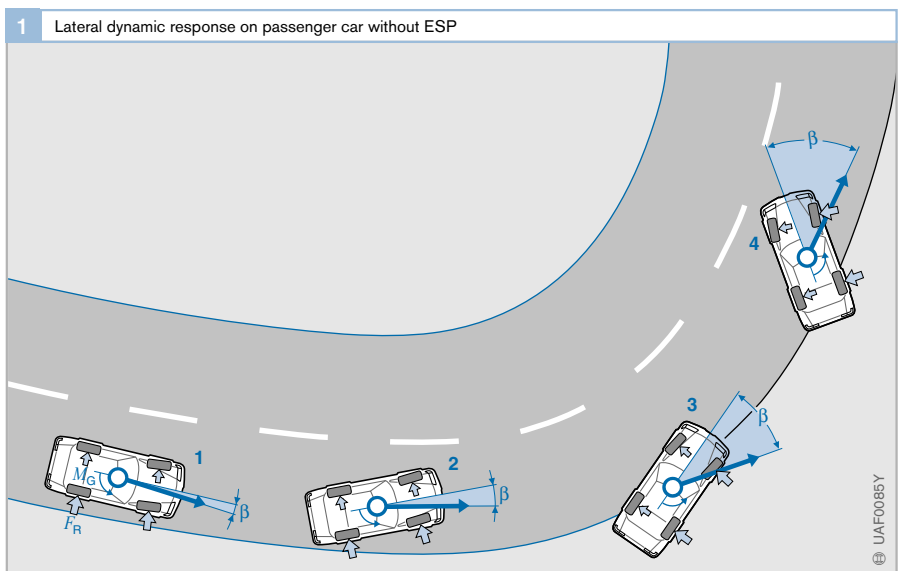 1 Lateral dynamic response on passenger car without ESP
β
4
3
β
1
2
M_G
β
β
F_R
UAF0085Y